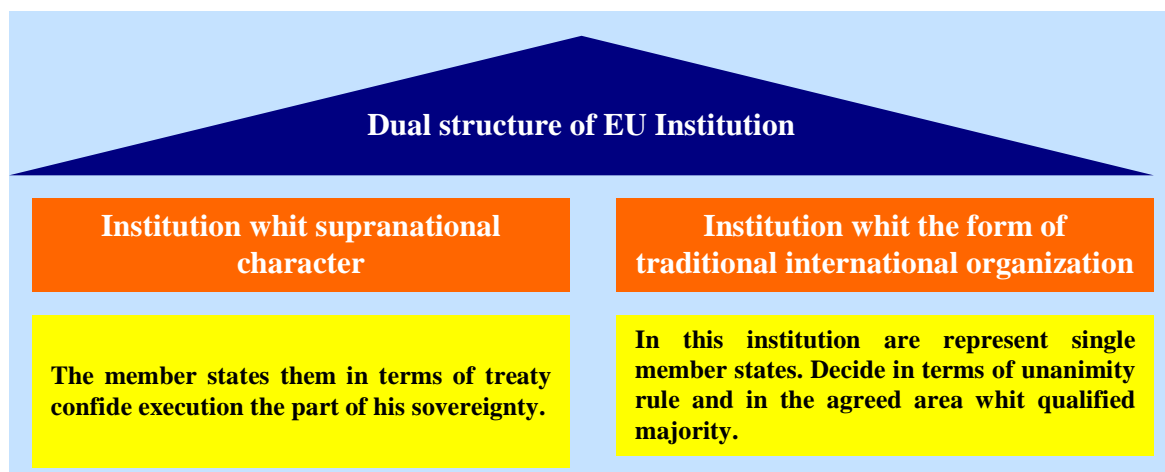 Dual structure of EU Institution
Institution whit supranational
character
Institution whit the form of
traditional international organization
The member states them in terms of treaty
confide execution the part of his sovereignty.
In this institution are represent single
member states. Decide in terms of unanimity
rule and in the agreed area whit qualified
majority.